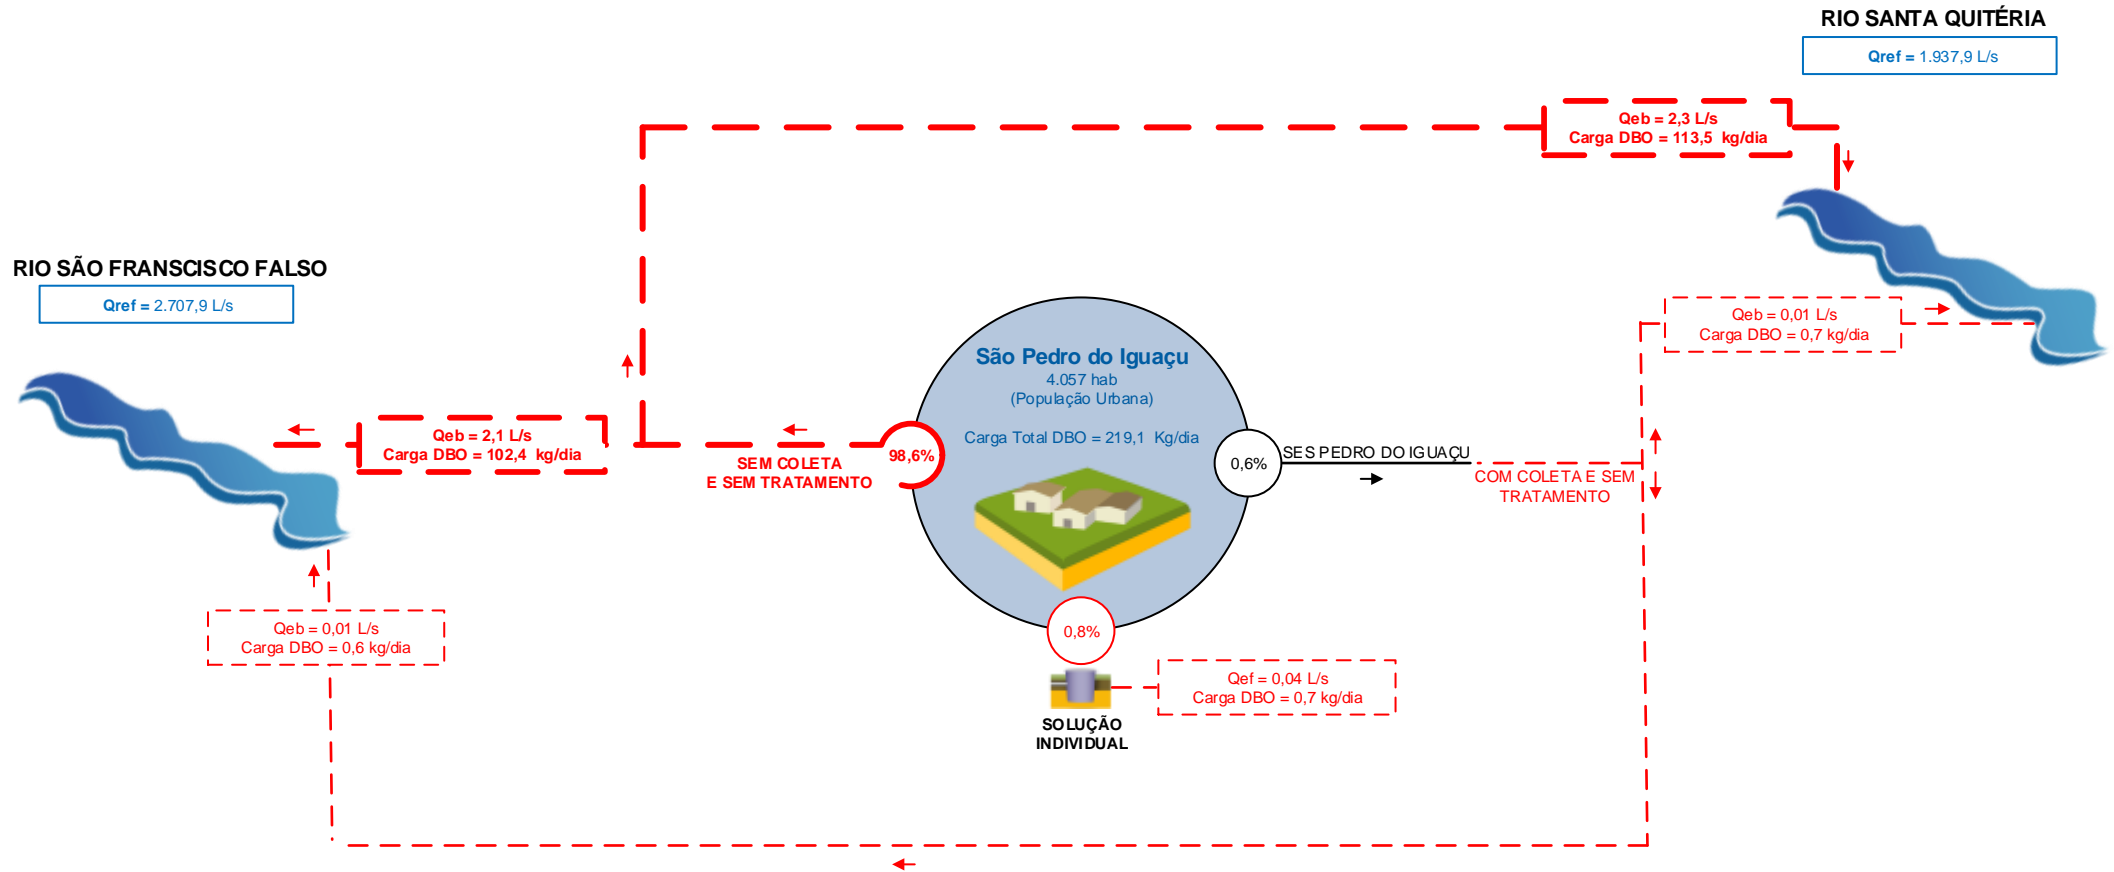 RIO SANTA QUITÉRIA
Qref = 1.937,9 L/s
Qeb = 2,3 L/s
Carga DBO = 113,5 kg/dia
RIO SÃO FRANSCISCO FALSO
Qref = 2.707,9 L/s
Qeb = 0,01 L/s
Carga DBO = 0,7 kg/dia
São Pedro do Iguaçu
4.057 hab
(População Urbana)
Carga Total DBO = 219,1 Kg/dia
Qeb = 2,1 L/s
Carga DBO = 102,4 kg/dia
SEM COLETA
E SEM TRATAMENTO
98,6%
0,6%
SES PEDRO DO IGUAÇU
COM COLETA E SEM
TRATAMENTO
Qeb = 0,01 L/s
Carga DBO = 0,6 kg/dia
0,8%
Qef = 0,04 L/s
Carga DBO = 0,7 kg/dia
SOLUÇÃO
INDIVIDUAL